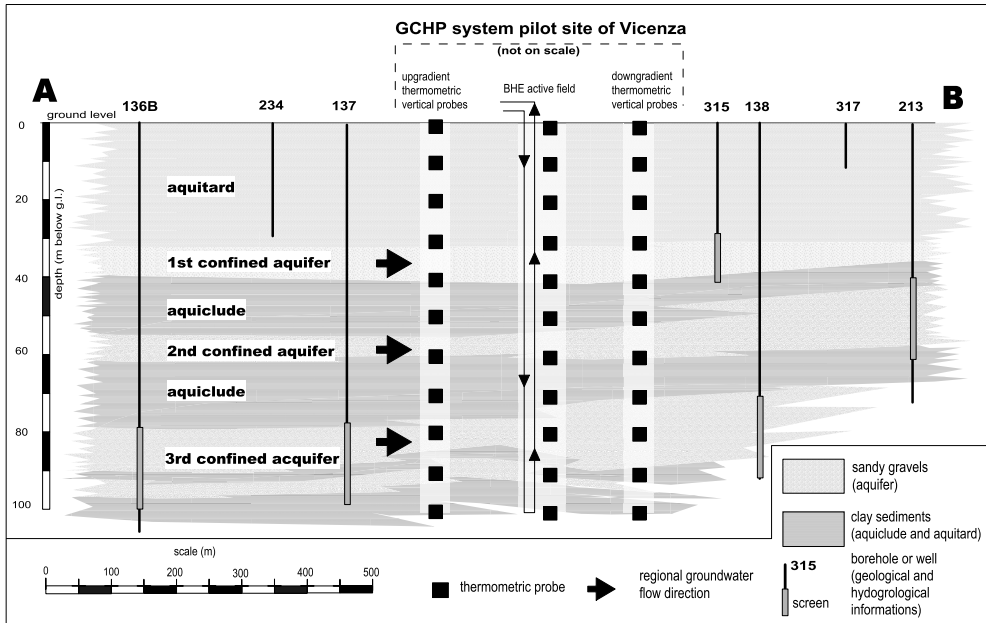 GCHP system pilot site of Vicenza
(not on scale)
A
B
upgradient
thermometric
vertical probes
BHE active field
downgradient
thermometric
vertical probes
136B
234
137
315
138
317
213
ground level
0
20
40
60
80
100
depth (m below g.l.)
aquitard
1st confined aquifer
aquiclude
2nd confined aquifer
aquiclude
3rd confined acquifer
sandy gravels
(aquifer)
clay sediments
(aquiclude and aquitard)
315
screen
borehole or well
(geological and
hydogrological
informations)
scale (m)
0 100 200 300 400 500
thermometric probe
regional groundwater
flow direction